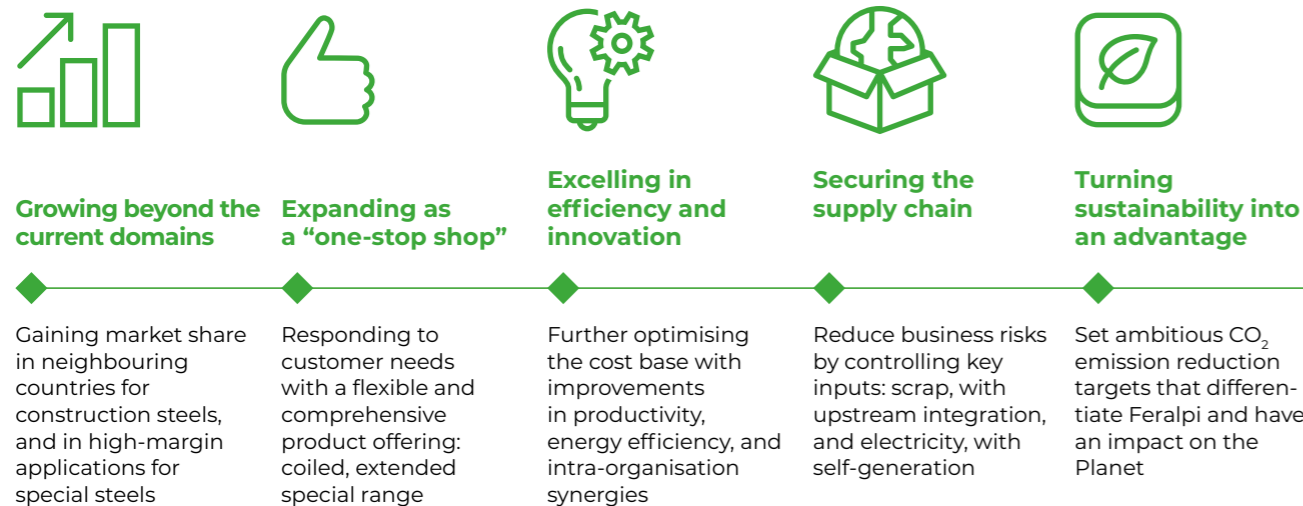 Growing beyond the
current domains
Expanding as
a “one-stop shop”
Excelling in
efficiency and
innovation
Securing the
supply chain
Turning
sustainability into
an advantage
Gaining market share
in neighbouring
countries for
construction steels,
and in high-margin
applications for
special steels
Responding to
customer needs
with a flexible and
comprehensive
product offering:
coiled, extended
special range
Further optimising
the cost base with
improvements
in productivity,
energy efficiency, and
intra-organisation
synergies
Reduce business risks
by controlling key
inputs: scrap, with
upstream integration,
and electricity, with
self-generation
Set ambitious CO₂
emission reduction
targets that differen-
tiate Feralpi and have
an impact on the
Planet